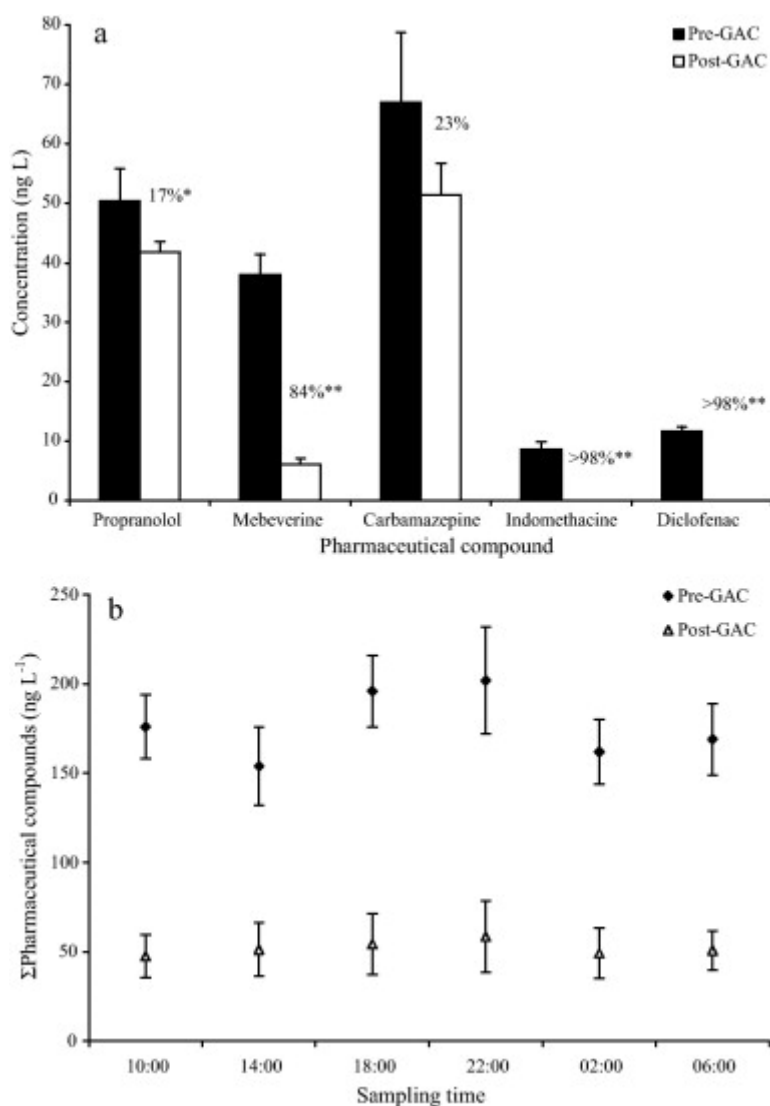 a
Pre-GAC
Post-GAC
80
70
60
50
40
30
20
10
0
Concentration (ng L)
17%*
84%**
23%
>98%**
>98%**
Propranolol
Mebeverine
Carbamazepine
Indomethacine
Diclofenac
Pharmaceutical compound
b
Pre-GAC
Post-GAC
250
200
150
100
50
0
ΣPharmaceutical compounds (ng L⁻¹)
10:00
14:00
18:00
22:00
02:00
06:00
Sampling time